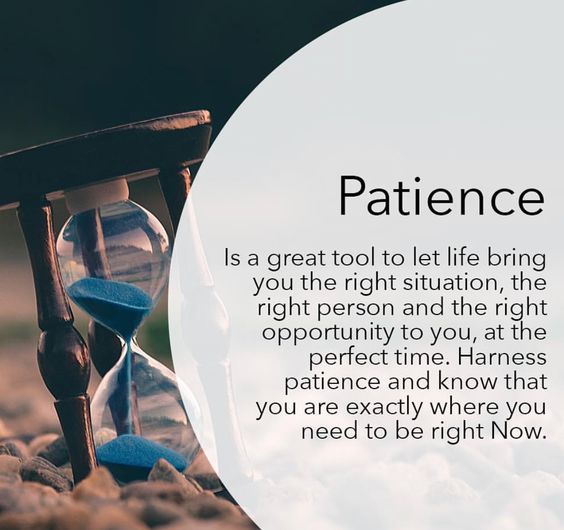 Patience
Is a great tool to let life bring
you the right situation, the
right person and the right
opportunity to you, at the
perfect time. Harness
patience and know that
you are exactly where you
need to be right Now.